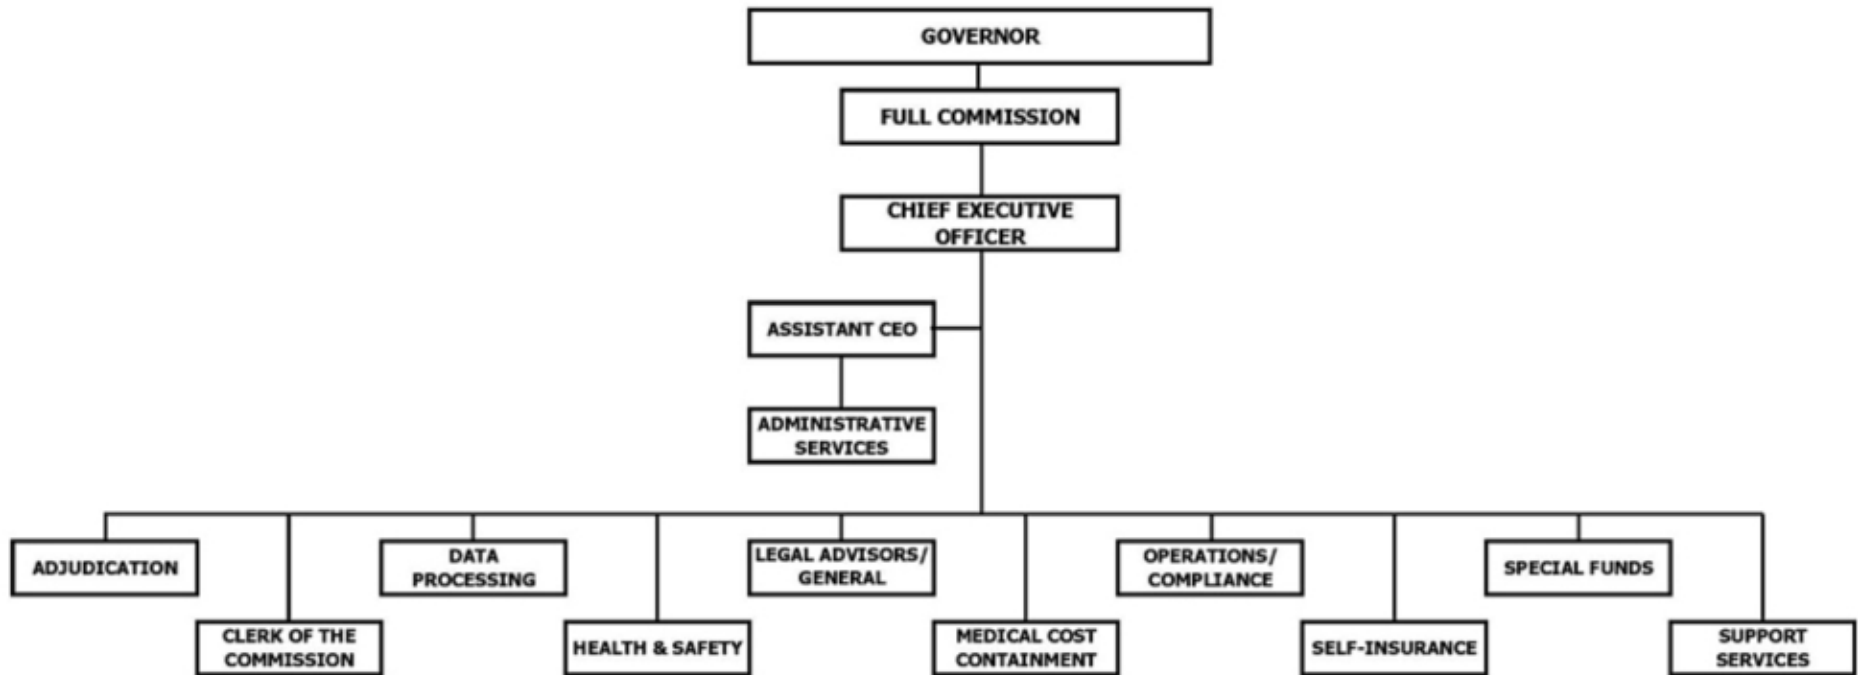 GOVERNOR
FULL COMMISSION
CHIEF EXECUTIVE
OFFICER
ASSISTANT CEO
ADMINISTRATIVE
SERVICES
ADJUDICATION
DATA
PROCESSING
LEGAL ADVISORS/
GENERAL
OPERATIONS/
COMPLIANCE
SPECIAL FUNDS
CLERK OF THE
COMMISSION
HEALTH & SAFETY
MEDICAL COST
CONTAINMENT
SELF-INSURANCE
SUPPORT
SERVICES